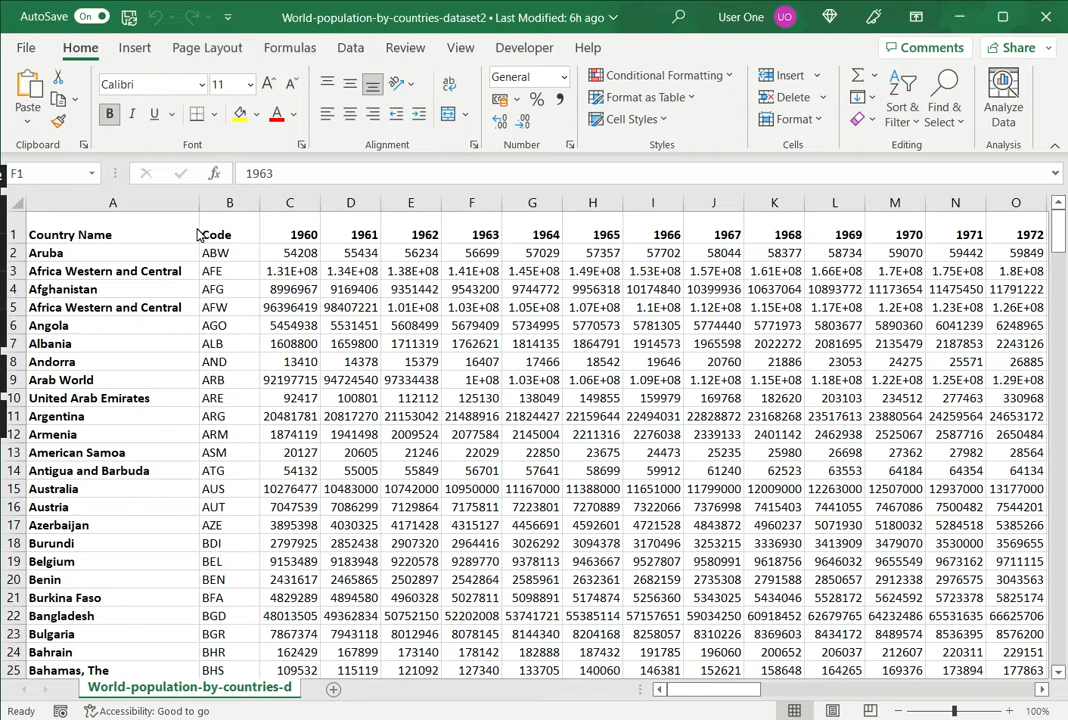 AutoSave On World-population-by-countries-dataset2 • Last Modified: 6h ago User One UO
File Home Insert Page Layout Formulas Data Review View Developer Help Comments Share
Calibri 11 General Conditional Formatting Insert
Paste B I U A % Format as Table Delete Sort & Filter Find & Select Analyze Data
Cell Styles Format
Clipboard Font Alignment Number Styles Cells Editing Analysis
F1 fx 1963
A B C D E F G H I J K L M N O
1 Country Name Code 1960 1961 1962 1963 1964 1965 1966 1967 1968 1969 1970 1971 1972
2 Aruba ABW 54208 55434 56234 56699 57029 57357 57702 58044 58377 58734 59070 59442 59849
3 Africa Western and Central AFE 1.31E+08 1.34E+08 1.38E+08 1.41E+08 1.45E+08 1.49E+08 1.53E+08 1.57E+08 1.61E+08 1.66E+08 1.7E+08 1.75E+08 1.8E+08
4 Afghanistan AFG 8996967 9169406 9351442 9543200 9744772 9956318 10174840 10399936 10637064 10893772 11173654 11475450 11791222
5 Africa Western and Central AFW 96396419 98407221 1.01E+08 1.03E+08 1.05E+08 1.07E+08 1.1E+08 1.12E+08 1.15E+08 1.17E+08 1.2E+08 1.23E+08 1.26E+08
6 Angola AGO 5454938 5531451 5608499 5679409 5734995 5770573 5781305 5774440 5771973 5803677 5890360 6041239 6248965
7 Albania ALB 1608800 1659800 1711319 1762621 1814135 1864791 1914573 1965598 2022272 2081695 2135479 2187853 2243126
8 Andorra AND 13410 14378 15379 16407 17466 18542 19646 20760 21886 23053 24275 25571 26885
9 Arab World ARB 92197715 94724540 97334438 1E+08 1.03E+08 1.06E+08 1.09E+08 1.12E+08 1.15E+08 1.18E+08 1.22E+08 1.25E+08 1.29E+08
10 United Arab Emirates ARE 92417 100801 112112 125130 138049 149855 159979 169768 182620 203103 234512 277463 330968
11 Argentina ARG 20481781 20817270 21153042 21488916 21824427 22159644 22494031 22828872 23168268 23517613 23880564 24259564 24653172
12 Armenia ARM 1874119 1941498 2009524 2077584 2145004 2211316 2276038 2339133 2401142 2462938 2525067 2587716 2650484
13 American Samoa ASM 20127 20605 21246 22029 22850 23675 24473 25235 25980 26698 27362 27982 28564
14 Antigua and Barbuda ATG 54132 55005 55849 56701 57641 58699 59912 61240 62523 63553 64184 64354 64134
15 Australia AUS 10276477 10483000 10742000 10950000 11167000 11388000 11651000 11799000 12009000 12263000 12507000 12937000 13177000
16 Austria AUT 7047539 7086299 7129864 7175811 7223801 7270889 7322066 7376998 7415403 7441055 7467086 7500482 7544201
17 Azerbaijan AZE 3895398 4030325 4171428 4315127 4456691 4592601 4721528 4843872 4960237 5071930 5180032 5284518 5385266
18 Burundi BDI 2797925 2852438 2907320 2964416 3026292 3094378 3170496 3253215 3336930 3413909 3479070 3530000 3569655
19 Belgium BEL 9153489 9183948 9220578 9289770 9378113 9463667 9527807 9580991 9618756 9646032 9655549 9673162 9711115
20 Benin BEN 2431617 2465865 2502897 2542864 2585961 2632361 2682159 2735308 2791588 2850657 2912338 2976575 3043563
21 Burkina Faso BFA 4829289 4894580 4960328 5027811 5098891 5174874 5256360 5343025 5434046 5528172 5624592 5723378 5825174
22 Bangladesh BGD 48013505 49362834 50752150 52202008 53741721 55385114 57157651 59034250 60918452 62679765 64232486 65531635 66625706
23 Bulgaria BGR 7867374 7943118 8012946 8078145 8144340 8204168 8258057 8310226 8369603 8434172 8489574 8536395 8576200
24 Bahrain BHR 162429 167899 173140 178142 182888 187432 191785 196060 200652 206037 212607 220311 229151
25 Bahamas, The BHS 109532 115119 121092 127340 133705 140060 146381 152621 158648 164265 169376 173894 177863
World-population-by-countries-d
Ready Accessibility: Good to go 100%